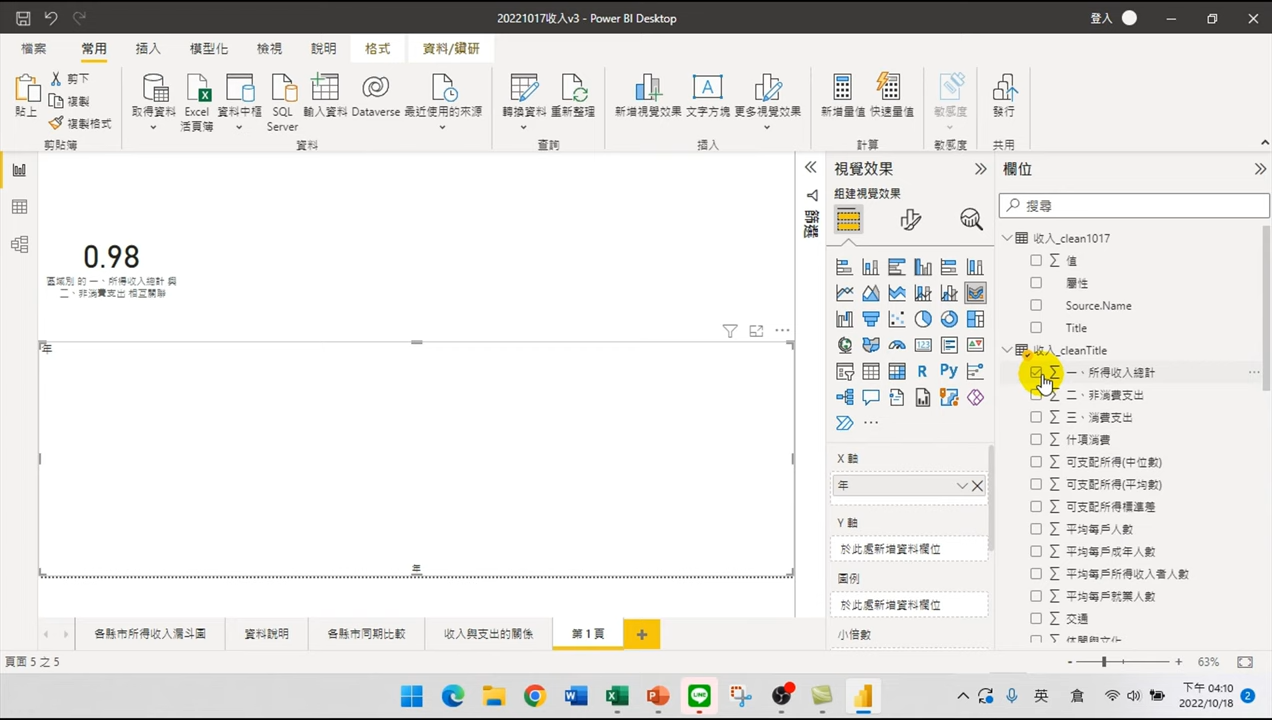 20221017收入v3 - Power BI Desktop
登入
檔案 常用 插入 模型化 檢視 說明 格式 資料/鑽研
貼上 剪下 複製 複製格式
取得資料 Excel 活頁簿 資料中樞 SQL Server 輸入資料 Dataverse 最近使用的來源
轉換資料 重新整理
新增視覺效果 文字方塊 更多視覺效果
新增量值 快速量值
敏感度
發行
剪貼簿 資料 查詢 插入 計算 敏感度 共用
0.98
區域別 的 一、所得收入總計 與
二、非消費支出 相互關聯
年
年
篩選
視覺效果
組建視覺效果
R Py
123
X 軸
年
Y 軸
於此處新增資料欄位
圖例
於此處新增資料欄位
小倍數
欄位
搜尋
收入_clean1017
值
屬性
Source.Name
Title
收入_cleanTitle
一、所得收入總計
二、非消費支出
三、消費支出
什項消費
可支配所得(中位數)
可支配所得(平均數)
可支配所得標準差
平均每戶人數
平均每戶成年人數
平均每戶所得收入者人數
平均每戶就業人數
交通
休閒與文化
各縣市所得收入漏斗圖 資料說明 各縣市同期比較 收入與支出的關係 第 1 頁
頁面 5 之 5
63%
英 倉
下午 04:10
2022/10/18
2